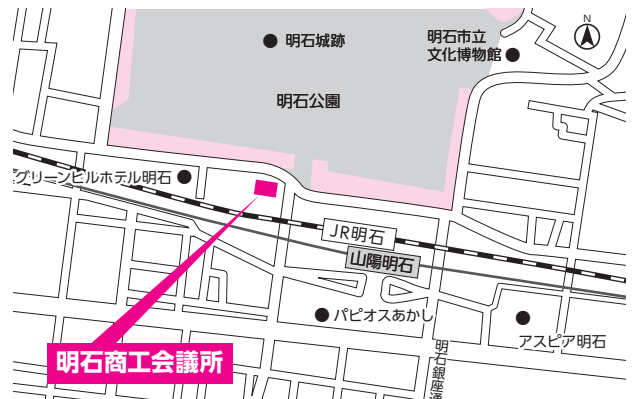 N
明石城跡
明石市立
文化博物館
明石公園
グリーンヒルホテル明石
JR明石
山陽明石
パピオスあかし
アスピア明石
明石商工会議所
明石銀座通